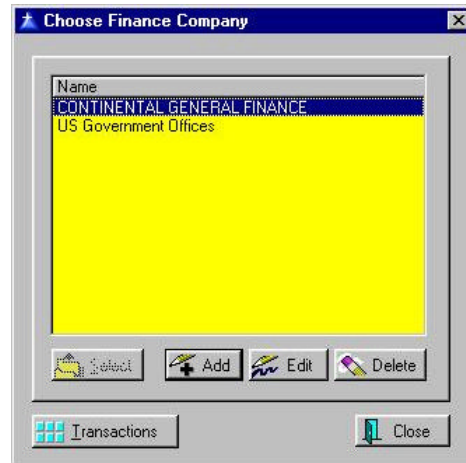 Choose Finance Company
Name
CONTINENTAL GENERAL FINANCE
US Government Offices
Select Add Edit Delete
Transactions Close